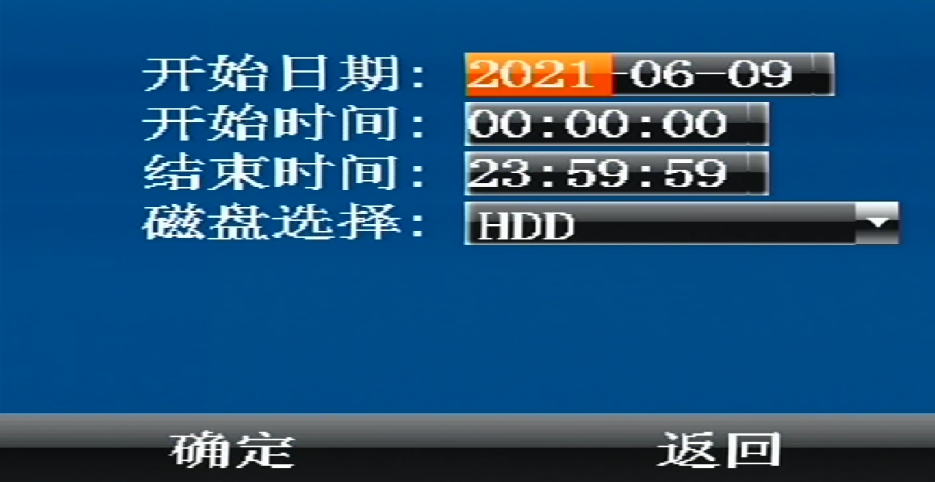 开始日期: 2021-06-09
开始时间: 00:00:00
结束时间: 23:59:59
磁盘选择: HDD
确定 返回